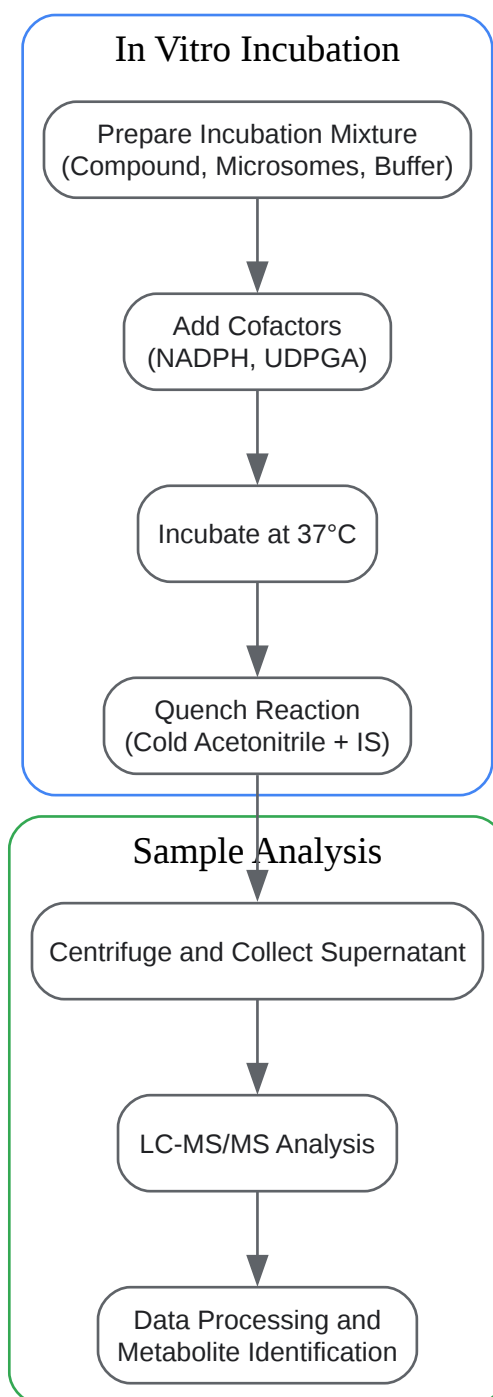 In Vitro Incubation
Prepare Incubation Mixture
(Compound, Microsomes, Buffer)
Add Cofactors
(NADPH, UDPGA)
Incubate at 37°C
Quench Reaction
(Cold Acetonitrile + IS)
Sample Analysis
Centrifuge and Collect Supernatant
LC-MS/MS Analysis
Data Processing and
Metabolite Identification